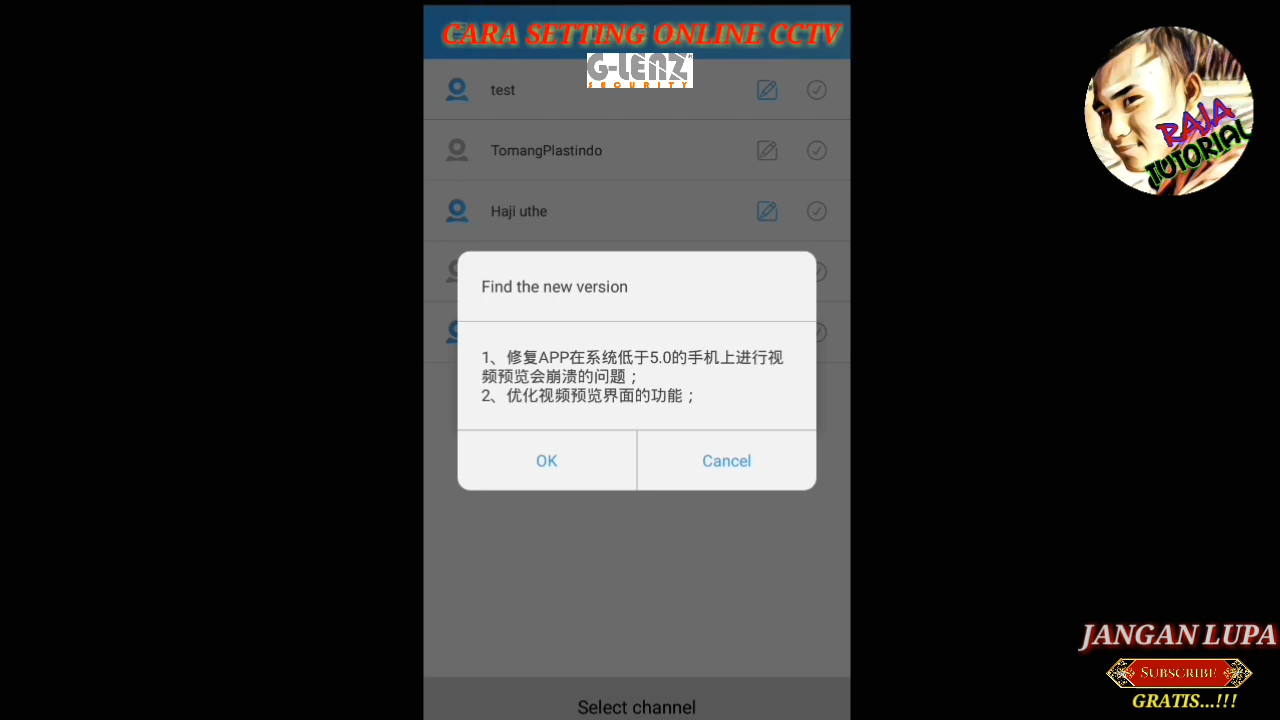 CARA SETTING ONLINE CCTV
G-LENZ
SECURITY
test
TomangPlastindo
Haji uthe
RAJA
TUTORIAL
Find the new version
1、修复APP在系统低于5.0的手机上进行视
频预览会崩溃的问题；
2、优化视频预览界面的功能；
OK
Cancel
Select channel
JANGAN LUPA
SUBSCRIBE
GRATIS...!!!